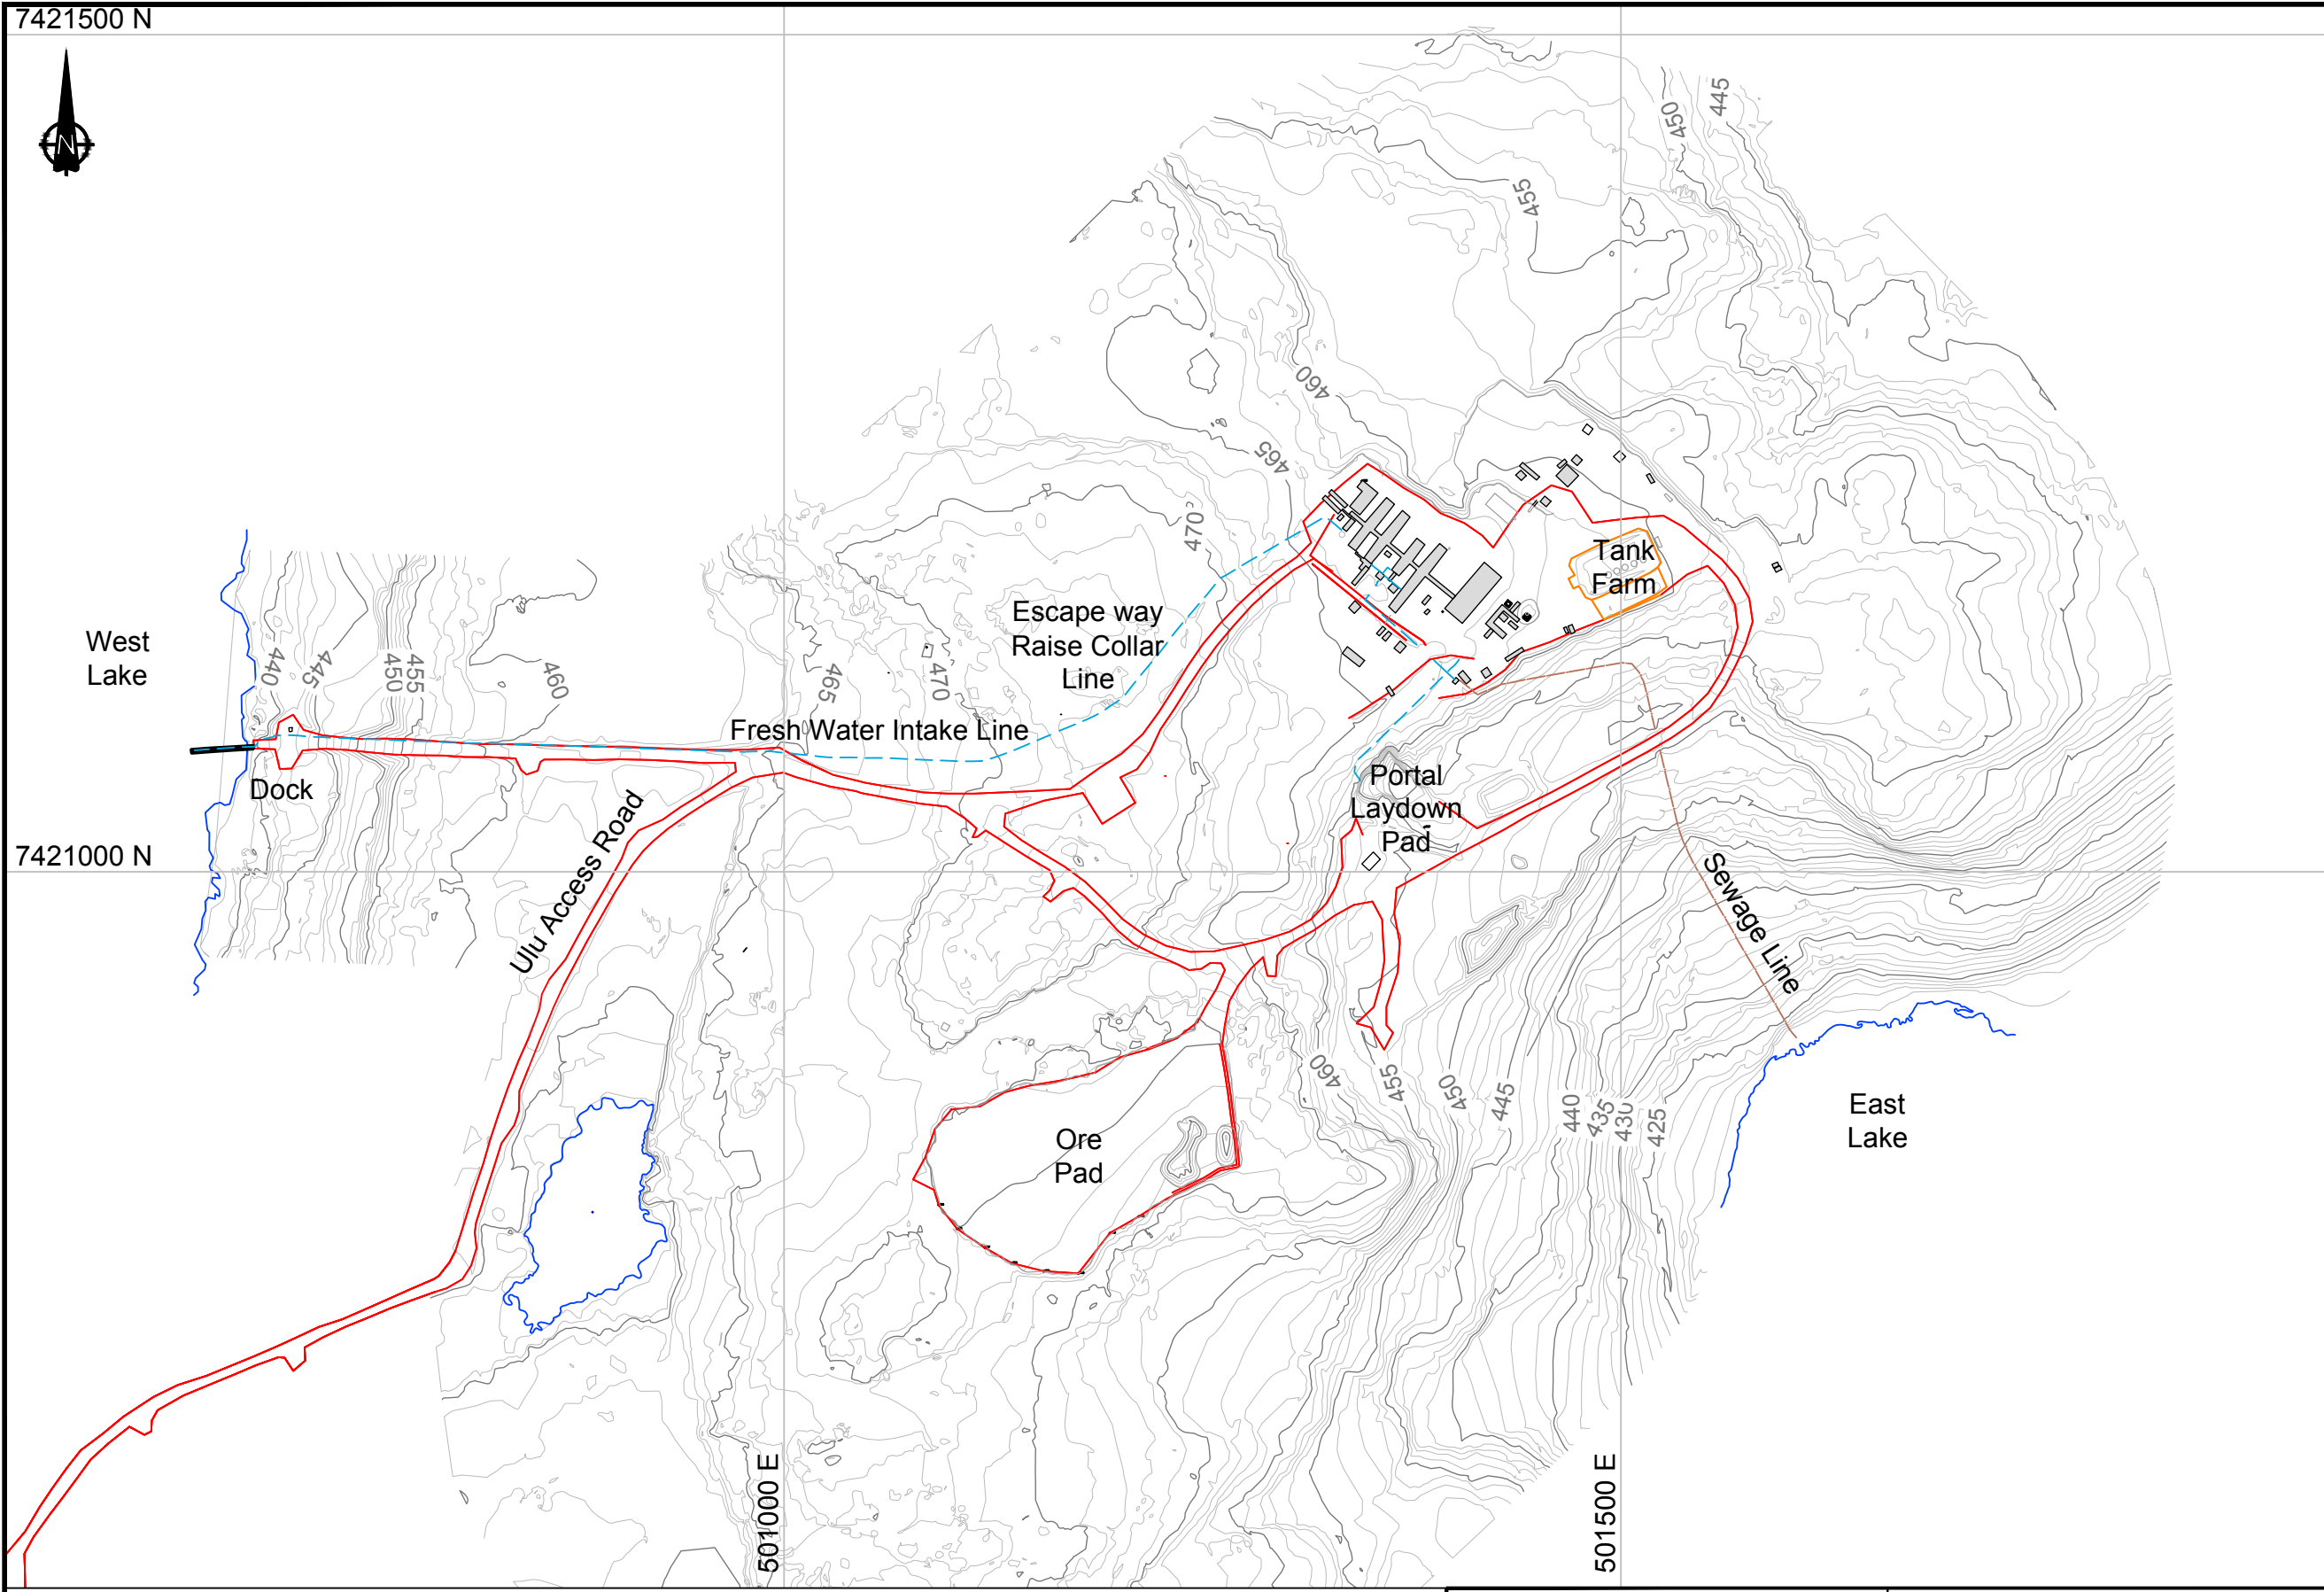 7421500 N
N
450
445
455
460
465
470
Tank
Farm
West
Lake
Escape way
Raise Collar
Line
440
445
450
455
460
465
470
Fresh Water Intake Line
Dock
Portal
Laydown
Pad
Ulu Access Road
7421000 N
Sewage Line
460
455
450
445
440
435
430
425
East
Lake
Ore
Pad
501000 E
501500 E